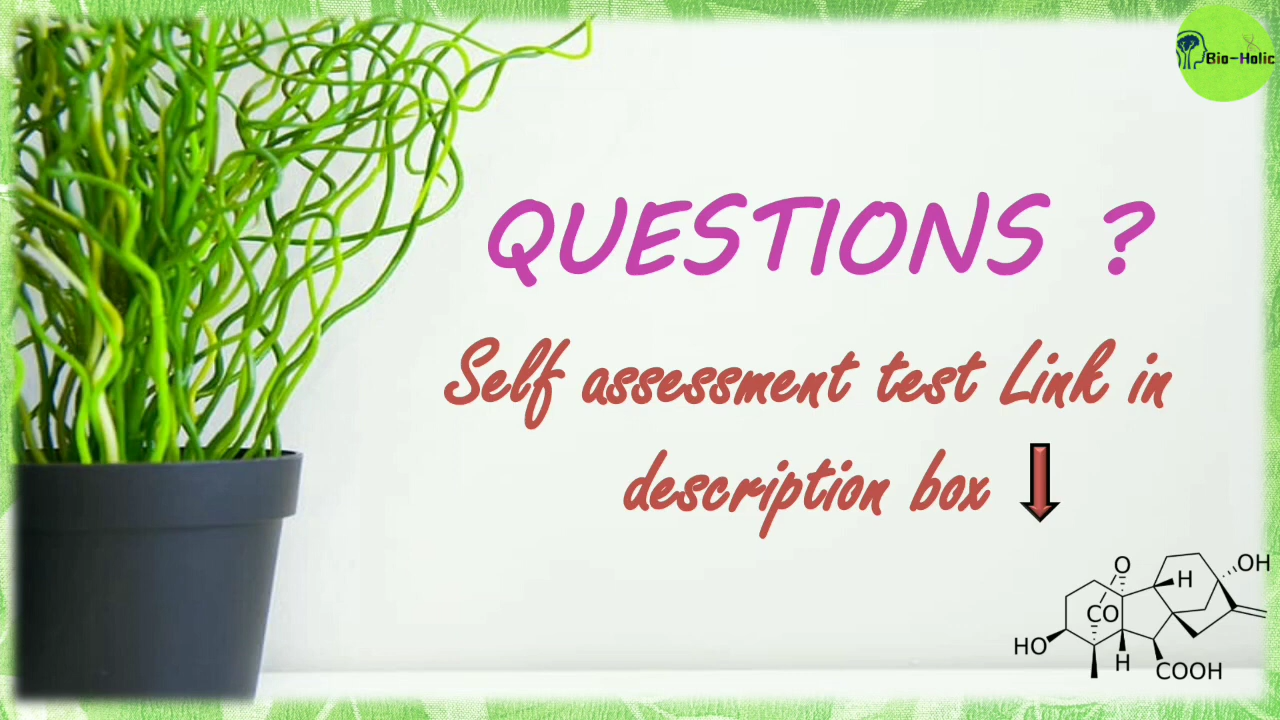 Bio-Holic
QUESTIONS ?
Self assessment test Link in
description box
O
OH
H
CO
HO
H
COOH